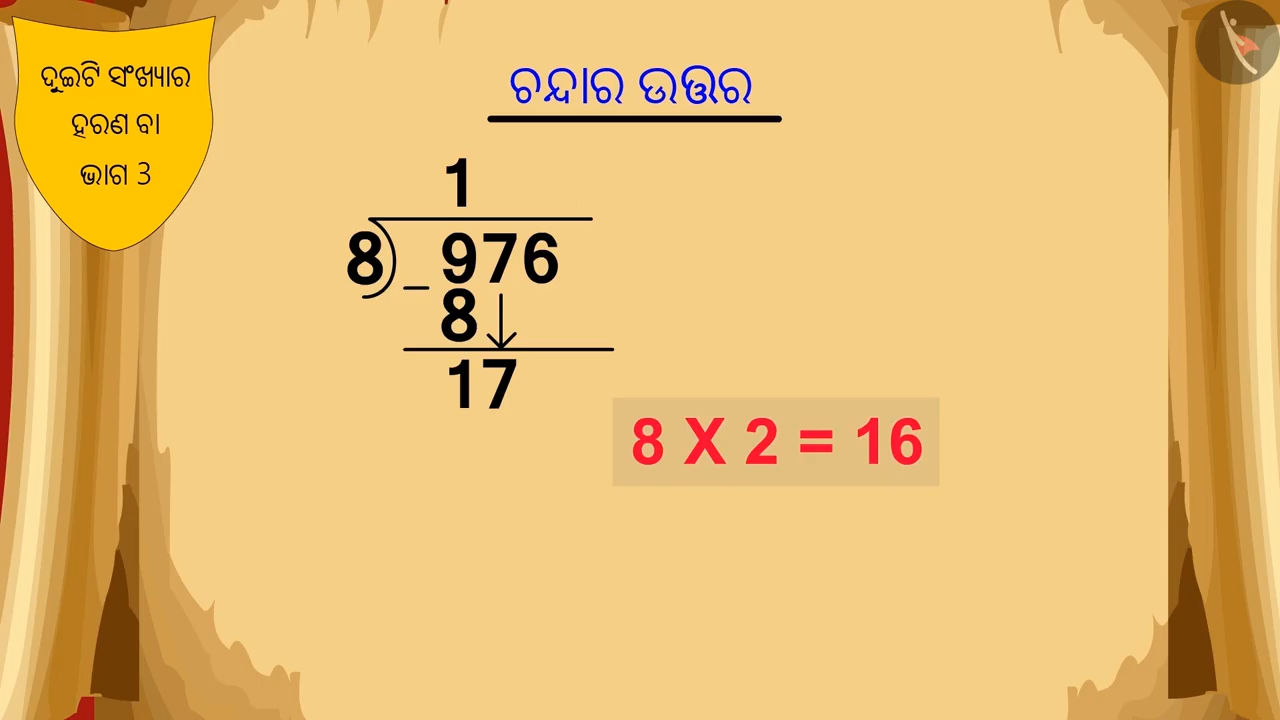 ଦୁଇଟି ସଂଖ୍ୟାର
ହରଣ ବା
ଭାଗ 3
ଚନ୍ଦାର ଉତ୍ତର
1
8) 976
– 8
17
8 X 2 = 16